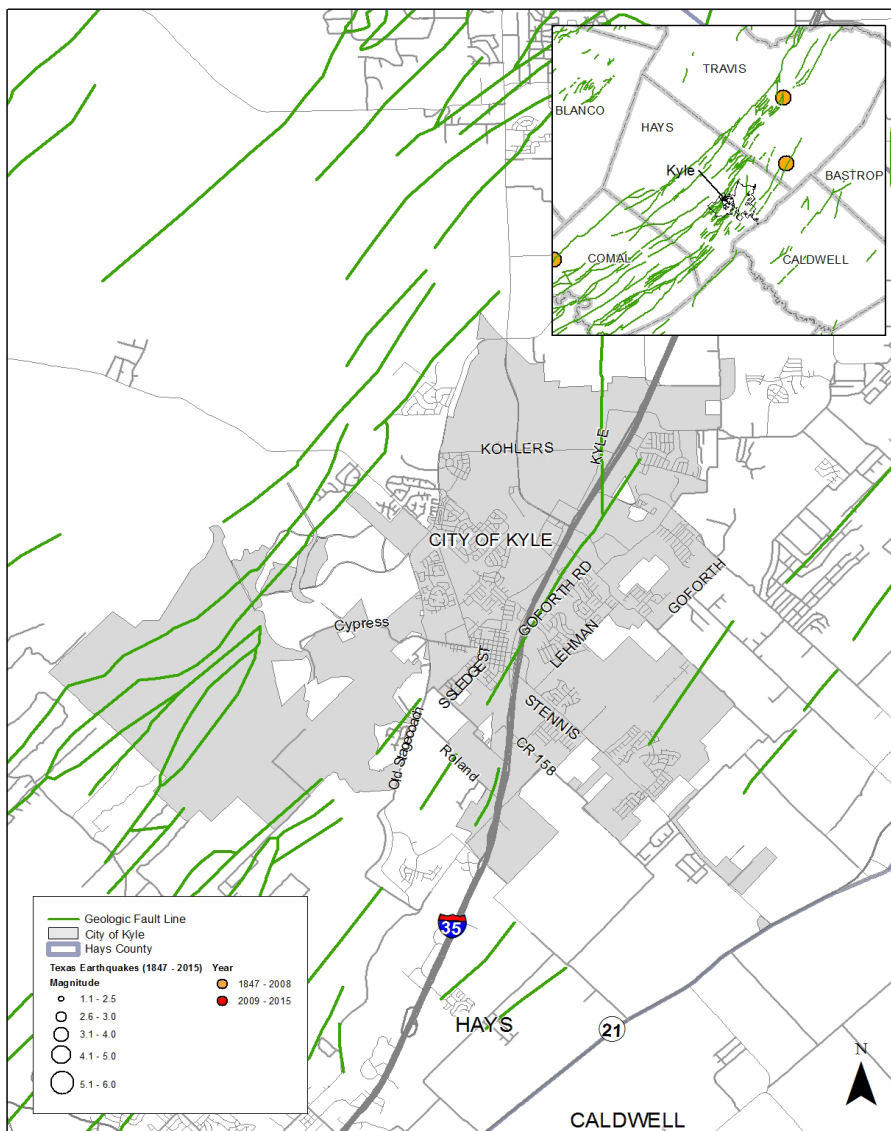 TRAVIS
BLANCO
HAYS
Kyle
BASTROP
COMAL
CALDWELL
KOHLERS
KYLE
CITY OF KYLE
GOFORTH RD
GOFORTH
Cypress
LEHMAN
S SLEDGE ST
STENNIS
Old Stagecoach
Roland
CR 158
35
HAYS
21
CALDWELL
N
Geologic Fault Line
City of Kyle
Hays County
Texas Earthquakes (1847 - 2015) Year
Magnitude
1.1 - 2.5
2.6 - 3.0
3.1 - 4.0
4.1 - 5.0
5.1 - 6.0
1847 - 2008
2009 - 2015